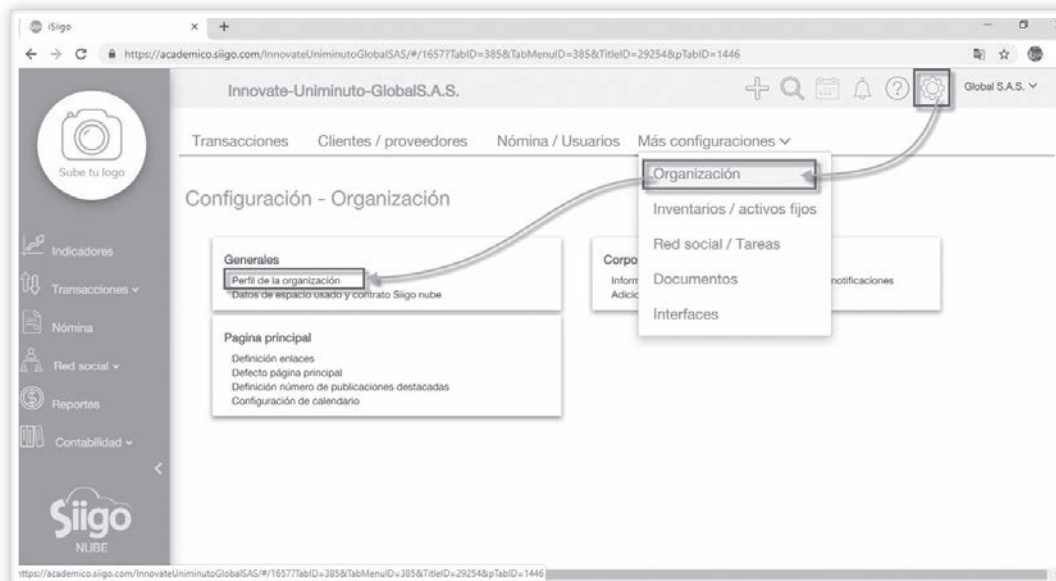 iSiigo
https://academico.siigo.com/InnovateUniminutoGlobalSAS/#/1657?TabID=385&TabMenuID=385&TitleID=29254&pTabID=1446
Innovate-Uniminuto-GlobalS.A.S.
Global S.A.S.
Sube tu logo
Transacciones Clientes / proveedores Nómina / Usuarios Más configuraciones
Organización
Inventarios / activos fijos
Red social / Tareas
Documentos
Interfaces
Configuración - Organización
Generales
Perfil de la organización
Datos de espacio usado y contrato Siigo nube
Corpo
Inform
notificaciones
Adicio
Pagina principal
Definición enlaces
Defecto página principal
Definición número de publicaciones destacadas
Configuración de calendario
Indicadores
Transacciones
Nómina
Red social
Reportes
Contabilidad
Siigo
NUBE
https://academico.siigo.com/InnovateUniminutoGlobalSAS/#/1657?TabID=385&TabMenuID=385&TitleID=29254&pTabID=1446